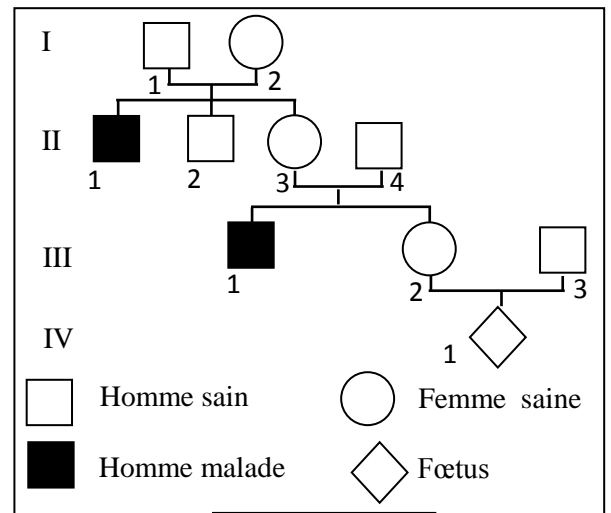 I
1 2
II
1 2 3 4
III
1 2 3
IV
1
Homme sain
Femme saine
Homme malade
Fœtus